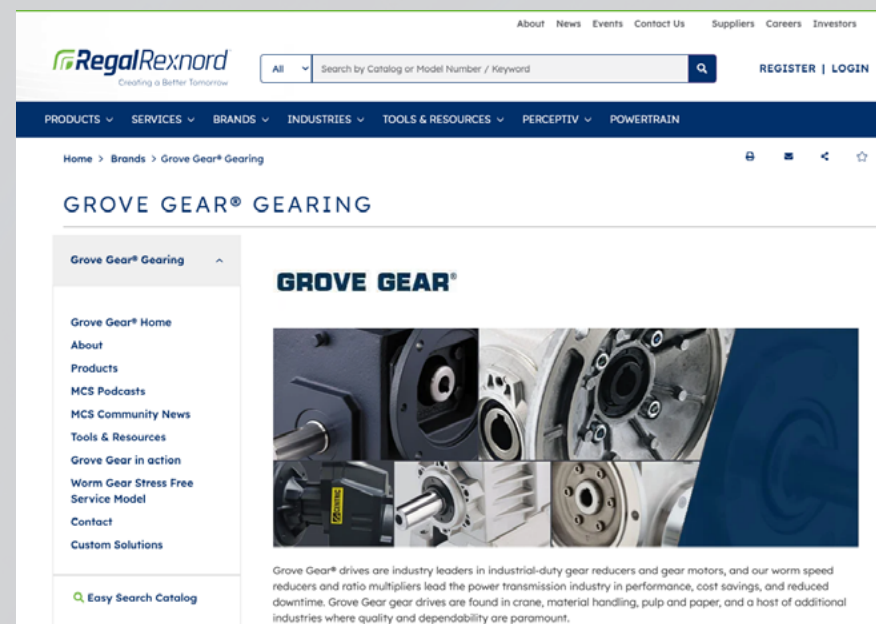 About News Events Contact Us Suppliers Careers Investors
RegalRexnord
Creating a Better Tomorrow
All Search by Catalog or Model Number / Keyword
REGISTER | LOGIN
PRODUCTS SERVICES BRANDS INDUSTRIES TOOLS & RESOURCES PERCEPTIV POWERTRAIN
Home > Brands > Grove Gear® Gearing
GROVE GEAR® GEARING
Grove Gear® Gearing
Grove Gear® Home
About
Products
MCS Podcasts
MCS Community News
Tools & Resources
Grove Gear in action
Worm Gear Stress Free
Service Model
Contact
Custom Solutions
Easy Search Catalog
GROVE GEAR®
CENTRIC
Grove Gear® drives are industry leaders in industrial-duty gear reducers and gear motors, and our worm speed
reducers and ratio multipliers lead the power transmission industry in performance, cost savings, and reduced
downtime. Grove Gear gear drives are found in crane, material handling, pulp and paper, and a host of additional
industries where quality and dependability are paramount.